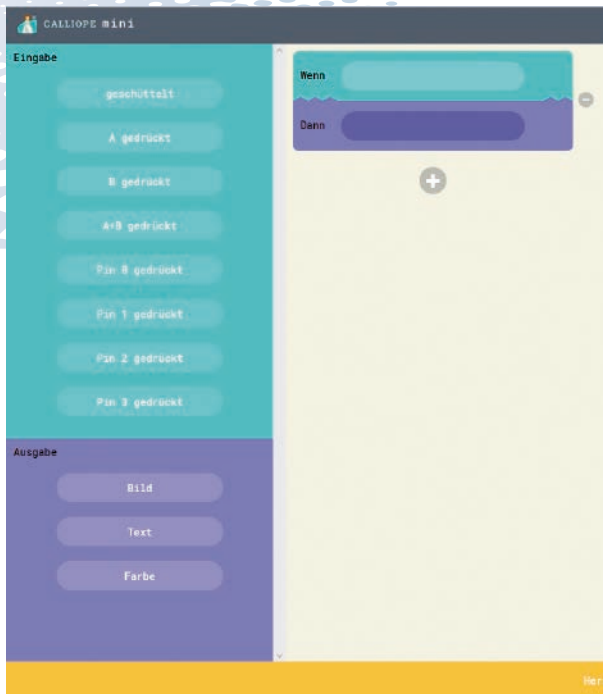 CALLIOPE mini
Eingabe
geschüttelt
A gedrückt
B gedrückt
A+B gedrückt
Pin 0 gedrückt
Pin 1 gedrückt
Pin 2 gedrückt
Pin 3 gedrückt
Ausgabe
Bild
Text
Farbe
Wenn
Dann